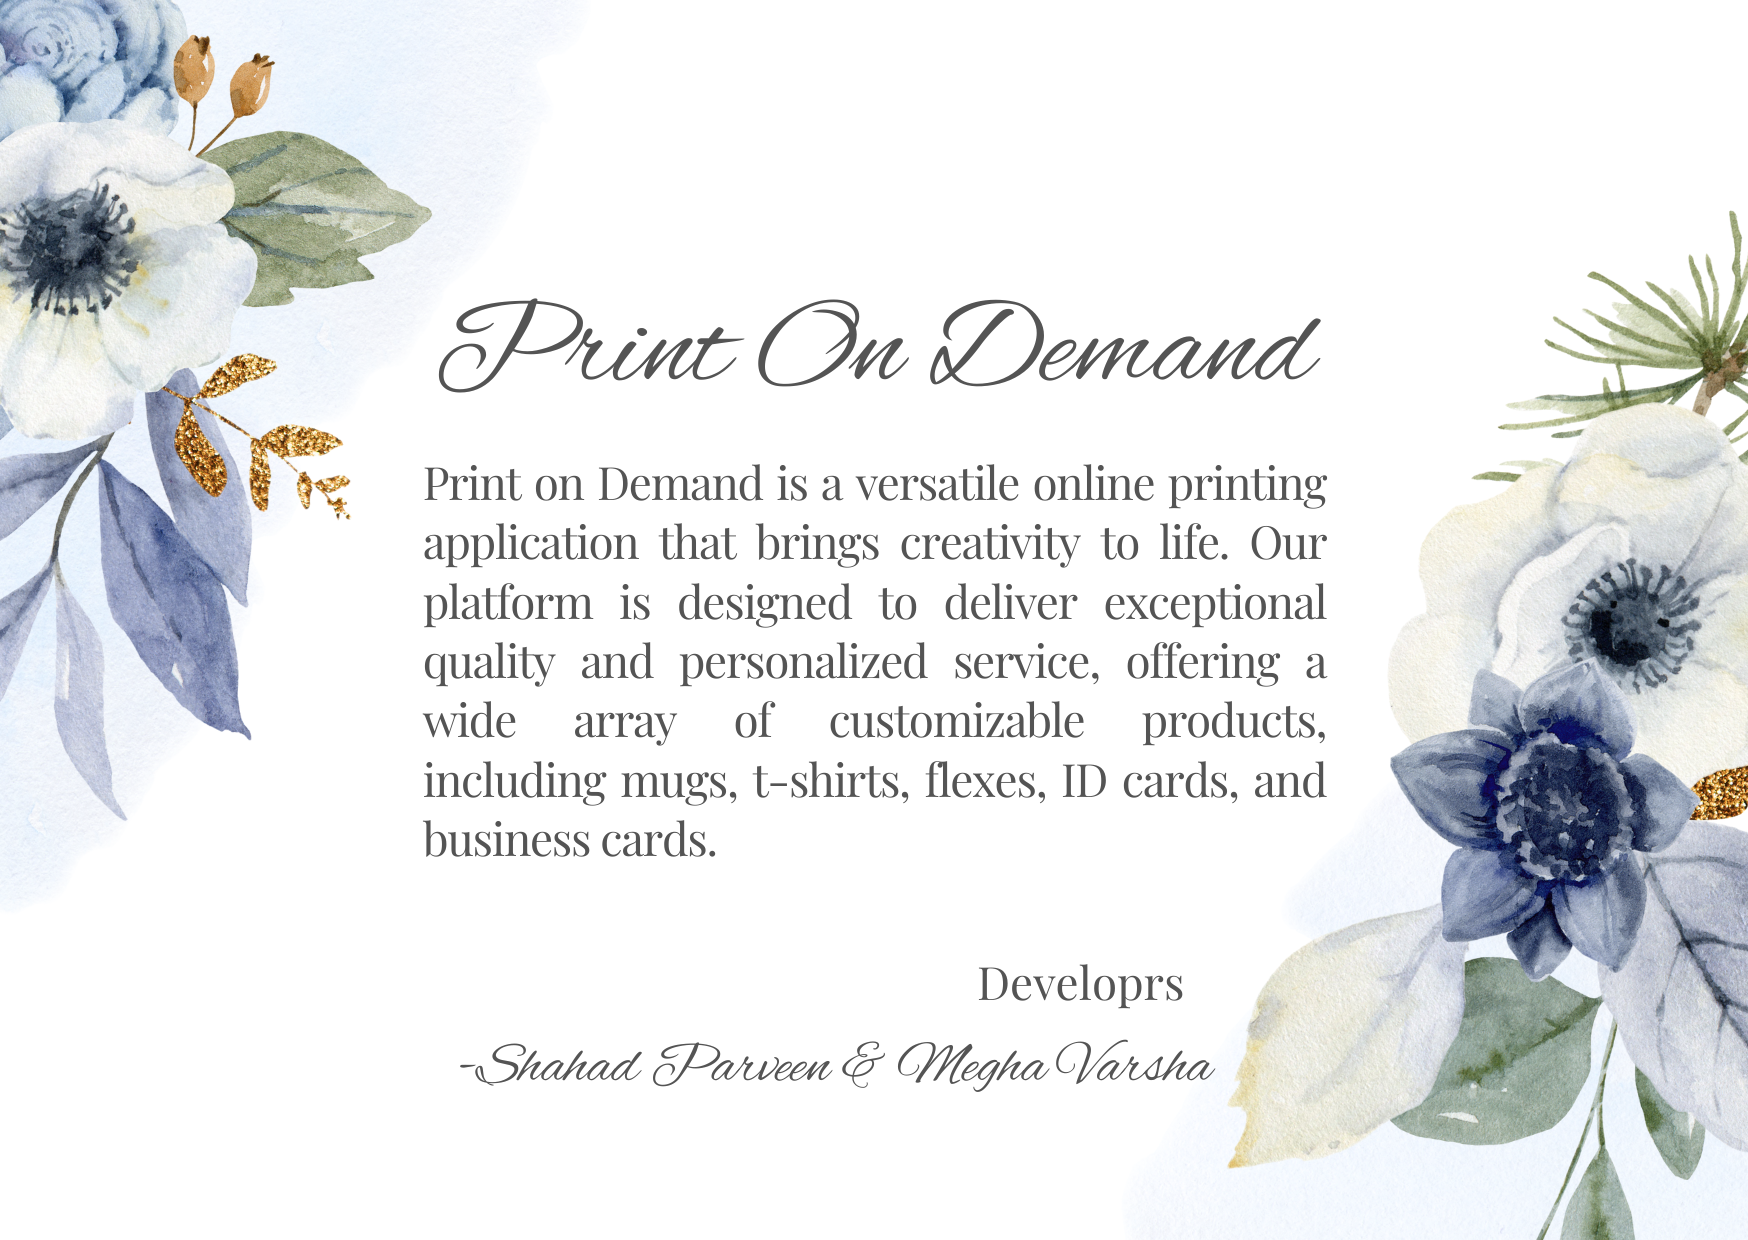 Print On Demand
Print on Demand is a versatile online printing
application that brings creativity to life. Our
platform is designed to deliver exceptional
quality and personalized service, offering a
wide array of customizable products,
including mugs, t-shirts, flexes, ID cards, and
business cards.
Developrs
-Shahad Parveen & Megha Varsha